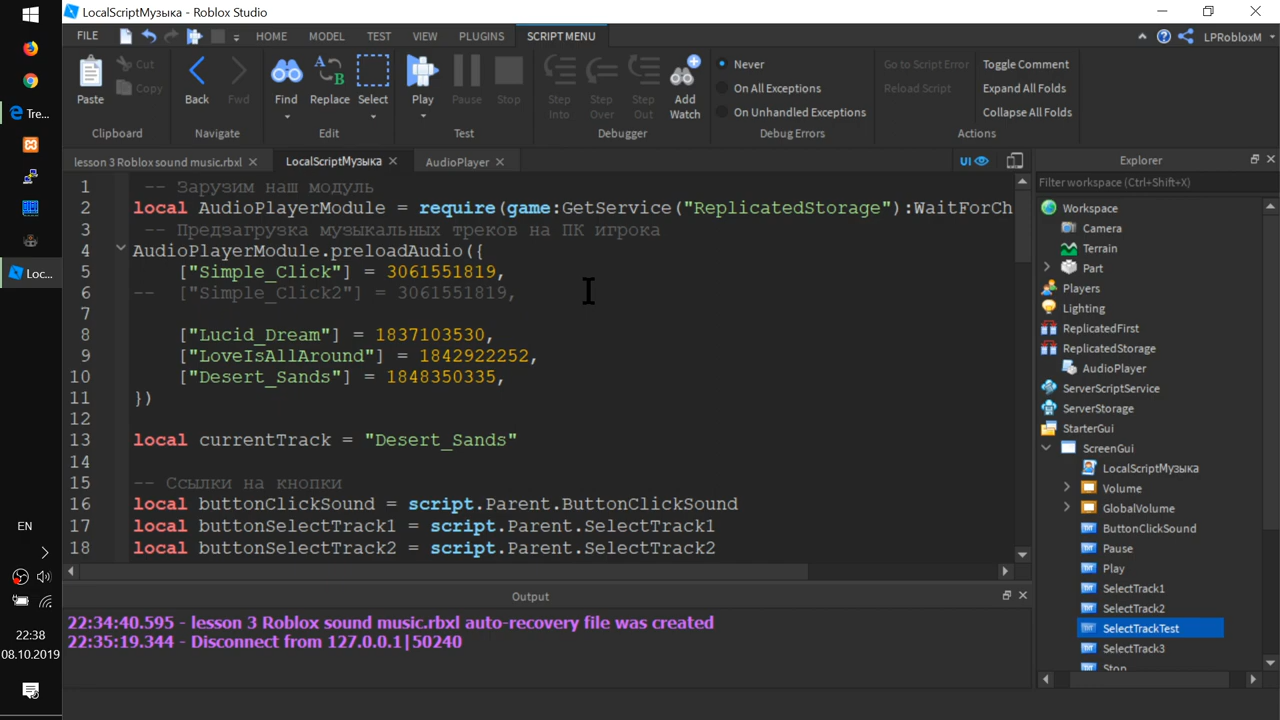 LocalScriptМузыка - Roblox Studio
FILE HOME MODEL TEST VIEW PLUGINS SCRIPT MENU LPRobloxM
Paste Cut Copy Clipboard
Back Fwd Navigate
Find Replace Select Edit
Play Pause Stop Test
Step Into Step Over Step Out Add Watch Debugger
Never
On All Exceptions
On Unhandled Exceptions
Debug Errors
Go to Script Error
Reload Script
Toggle Comment
Expand All Folds
Collapse All Folds
Actions
Tre...
Loc...
lesson 3 Roblox sound music.rbxl LocalScriptМузыка AudioPlayer UI
1 -- Зарузим наш модуль
2 local AudioPlayerModule = require(game:GetService("ReplicatedStorage"):WaitForCh
3 -- Предзагрузка музыкальных треков на ПК игрока
4 AudioPlayerModule.preloadAudio({
5 ["Simple_Click"] = 3061551819,
6 -- ["Simple_Click2"] = 3061551819,
7
8 ["Lucid_Dream"] = 1837103530,
9 ["LoveIsAllAround"] = 1842922252,
10 ["Desert_Sands"] = 1848350335,
11 })
12
13 local currentTrack = "Desert_Sands"
14
15 -- Ссылки на кнопки
16 local buttonClickSound = script.Parent.ButtonClickSound
17 local buttonSelectTrack1 = script.Parent.SelectTrack1
18 local buttonSelectTrack2 = script.Parent.SelectTrack2
Explorer
Filter workspace (Ctrl+Shift+X)
Workspace
Camera
Terrain
Part
Players
Lighting
ReplicatedFirst
ReplicatedStorage
AudioPlayer
ServerScriptService
ServerStorage
StarterGui
ScreenGui
LocalScriptМузыка
Volume
GlobalVolume
ButtonClickSound
Pause
Play
SelectTrack1
SelectTrack2
SelectTrackTest
SelectTrack3
Stop
Output
22:34:40.595 - lesson 3 Roblox sound music.rbxl auto-recovery file was created
22:35:19.344 - Disconnect from 127.0.0.1|50240
EN
22:38
08.10.2019